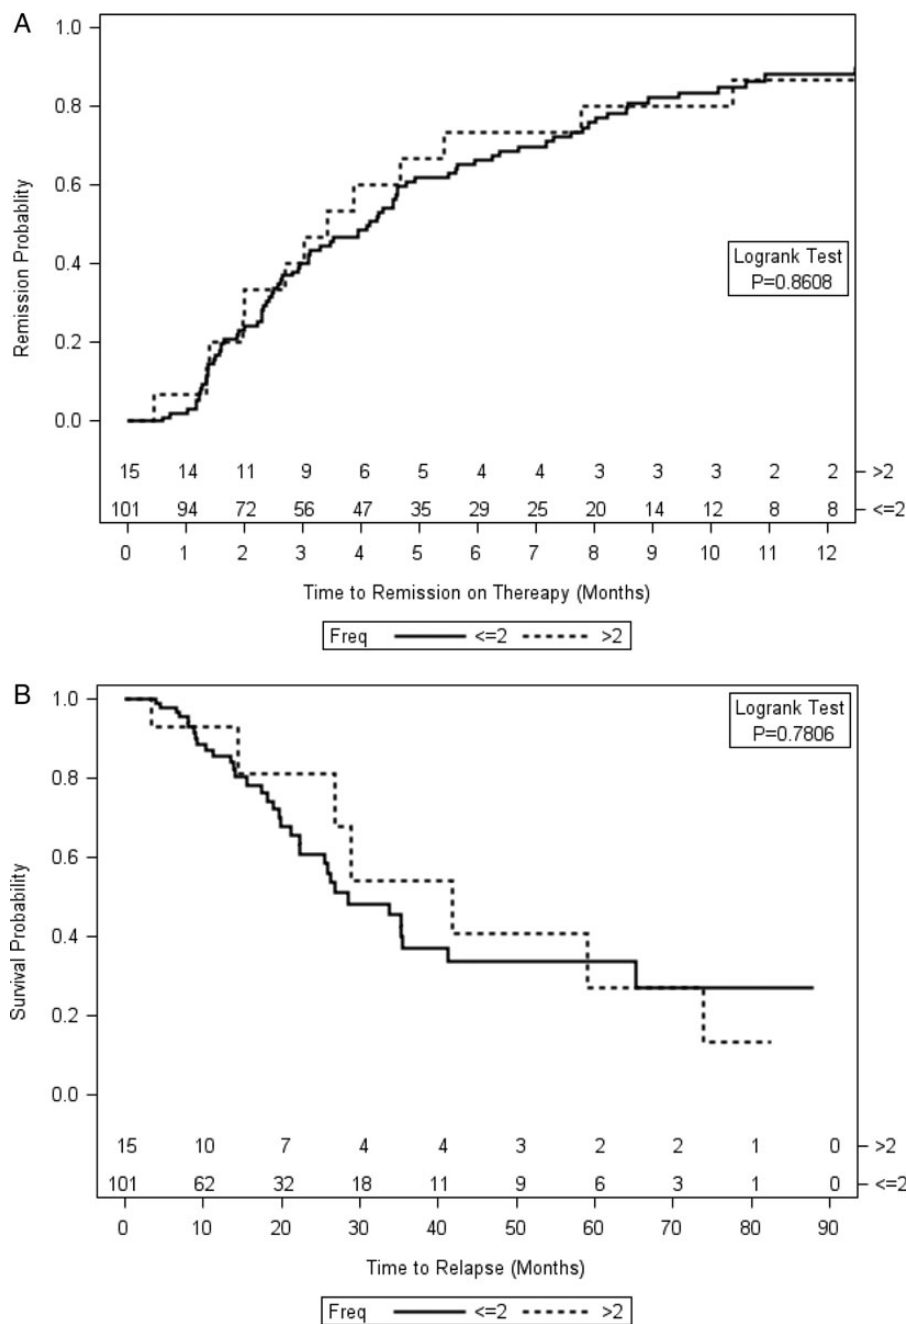 A
1.0
0.8
0.6
0.4
0.2
0.0
Remission Probablity
Logrank Test
P=0.8608
15 14 11 9 6 5 4 4 3 3 3 2 2 >2
101 94 72 56 47 35 29 25 20 14 12 8 8 <=2
0 1 2 3 4 5 6 7 8 9 10 11 12
Time to Remission on Thereapy (Months)
Freq <=2 >2
B
1.0
0.8
0.6
0.4
0.2
0.0
Survival Probability
Logrank Test
P=0.7806
15 10 7 4 4 3 2 2 1 0 >2
101 62 32 18 11 9 6 3 1 0 <=2
0 10 20 30 40 50 60 70 80 90
Time to Relapse (Months)
Freq <=2 >2